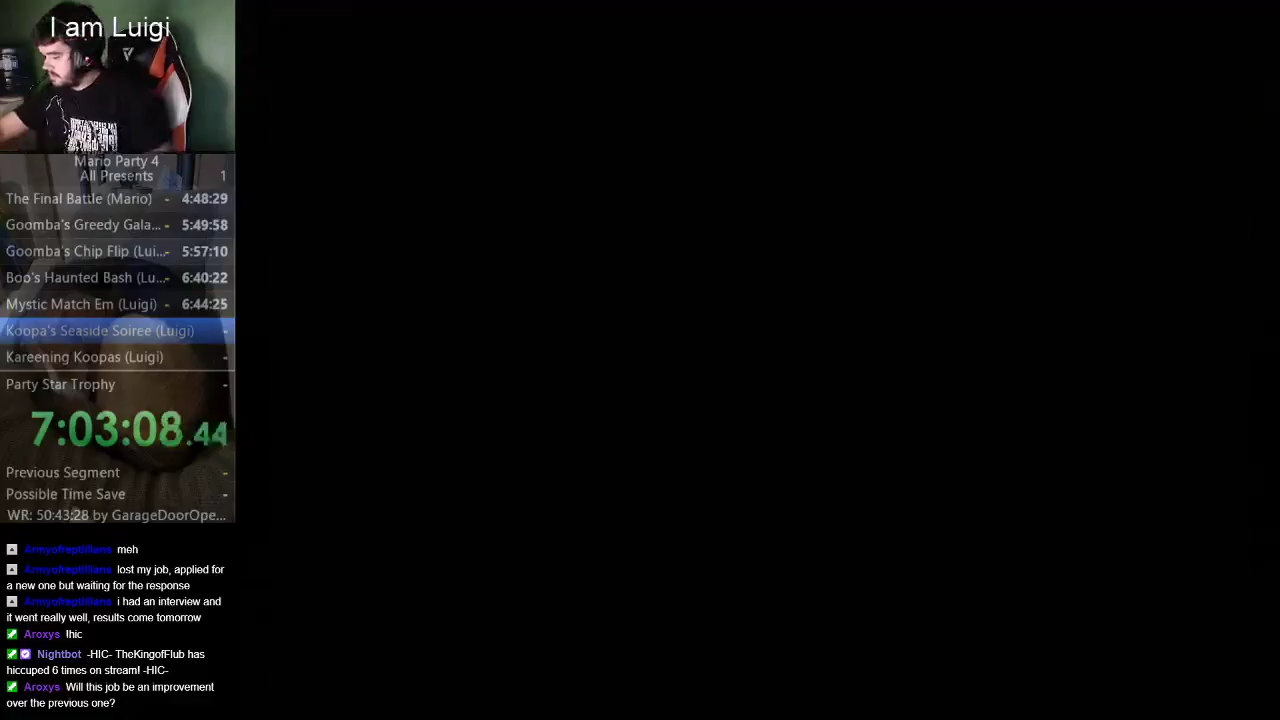 I am Luigi
Mario Party 4
All Presents 1
The Final Battle (Mario) - 4:48:29
Goomba's Greedy Gala... - 5:49:58
Goomba's Chip Flip (Lui... - 5:57:10
Boo's Haunted Bash (Lu... - 6:40:22
Mystic Match Em (Luigi) - 6:44:25
Koopa's Seaside Soiree (Luigi) -
Kareening Koopas (Luigi) -
Party Star Trophy -
7:03:08.44
Previous Segment -
Possible Time Save -
WR: 50:43:28 by GarageDoorOpe...
Armyofreptillians meh
Armyofreptillians lost my job, applied for
a new one but waiting for the response
Armyofreptillians i had an interview and
it went really well, results come tomorrow
Aroxys !hic
Nightbot -HIC- TheKingofFlub has
hiccuped 6 times on stream! -HIC-
Aroxys Will this job be an improvement
over the previous one?